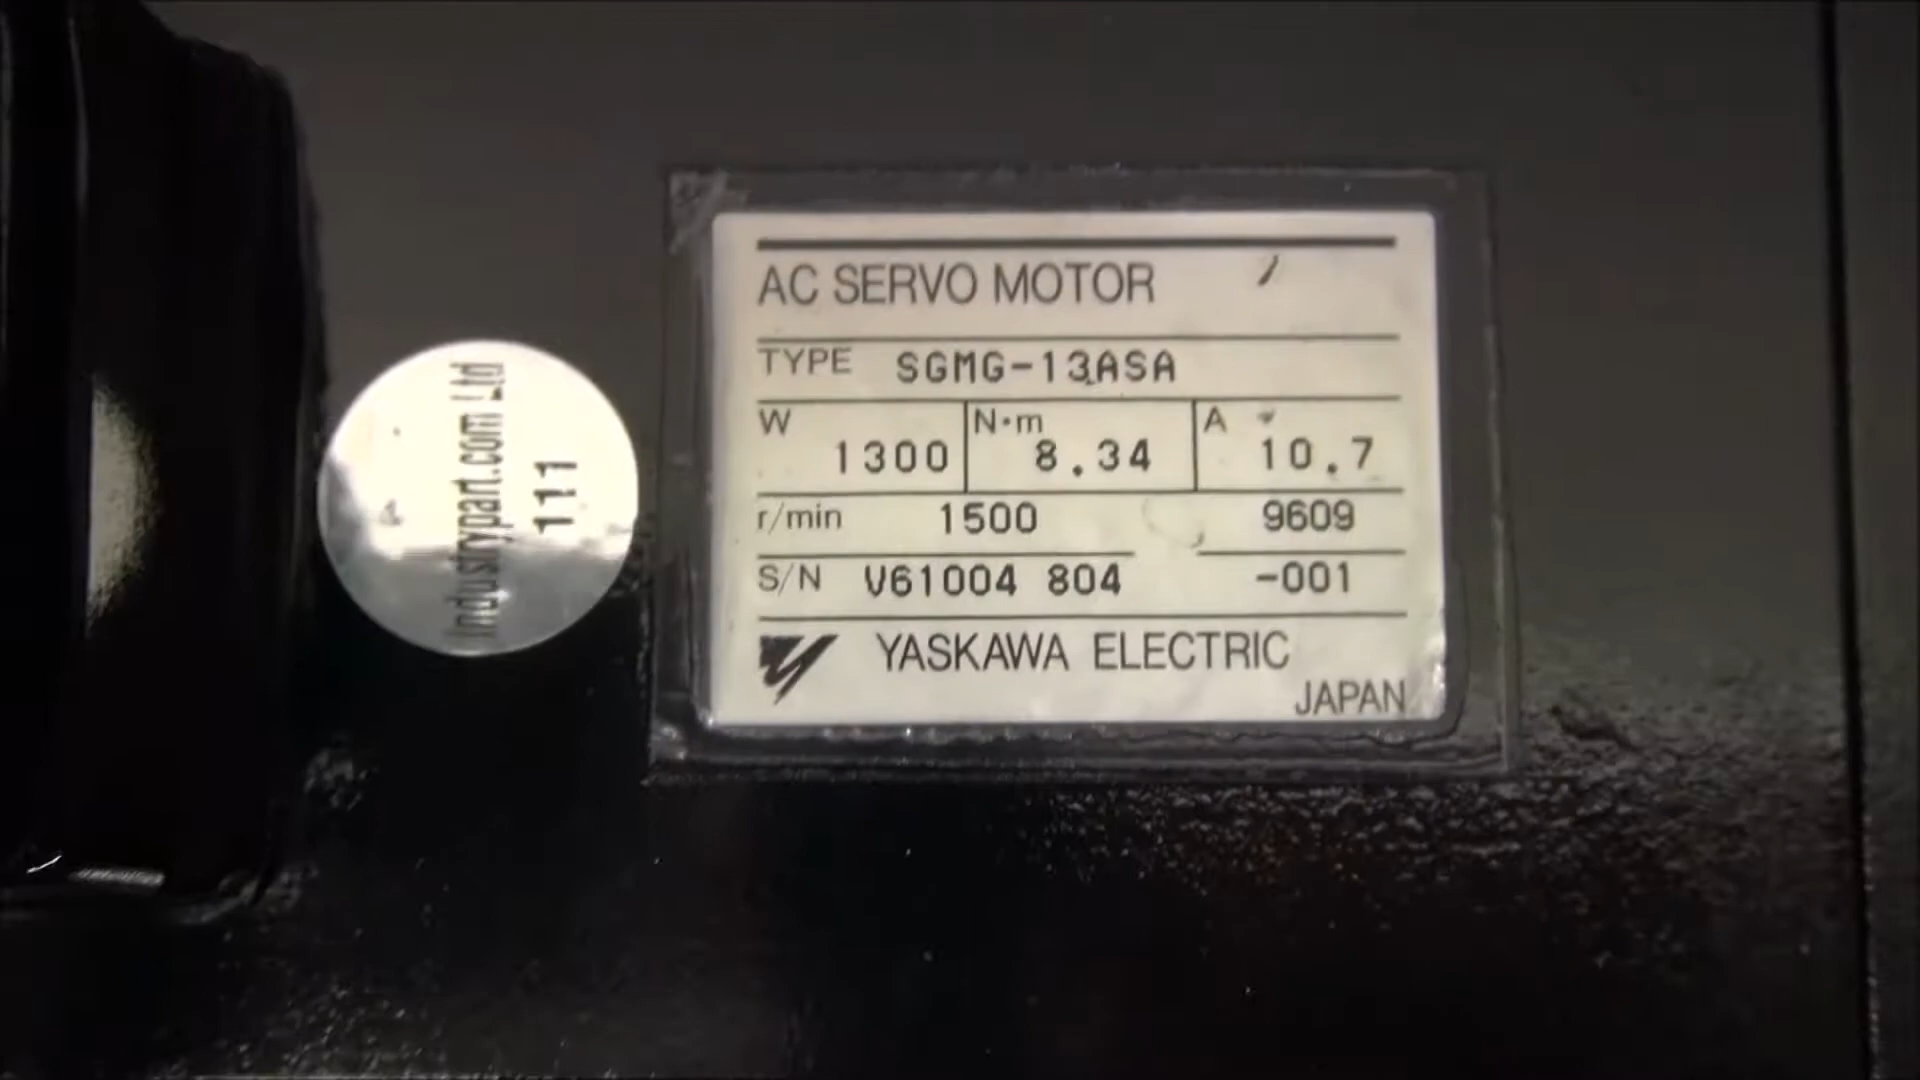 Industrypart.com Ltd
111
AC SERVO MOTOR
TYPE SGMG-13ASA
W 1300 N·m 8.34 A 10.7
r/min 1500 9609
S/N V61004 804 -001
YASKAWA ELECTRIC
JAPAN